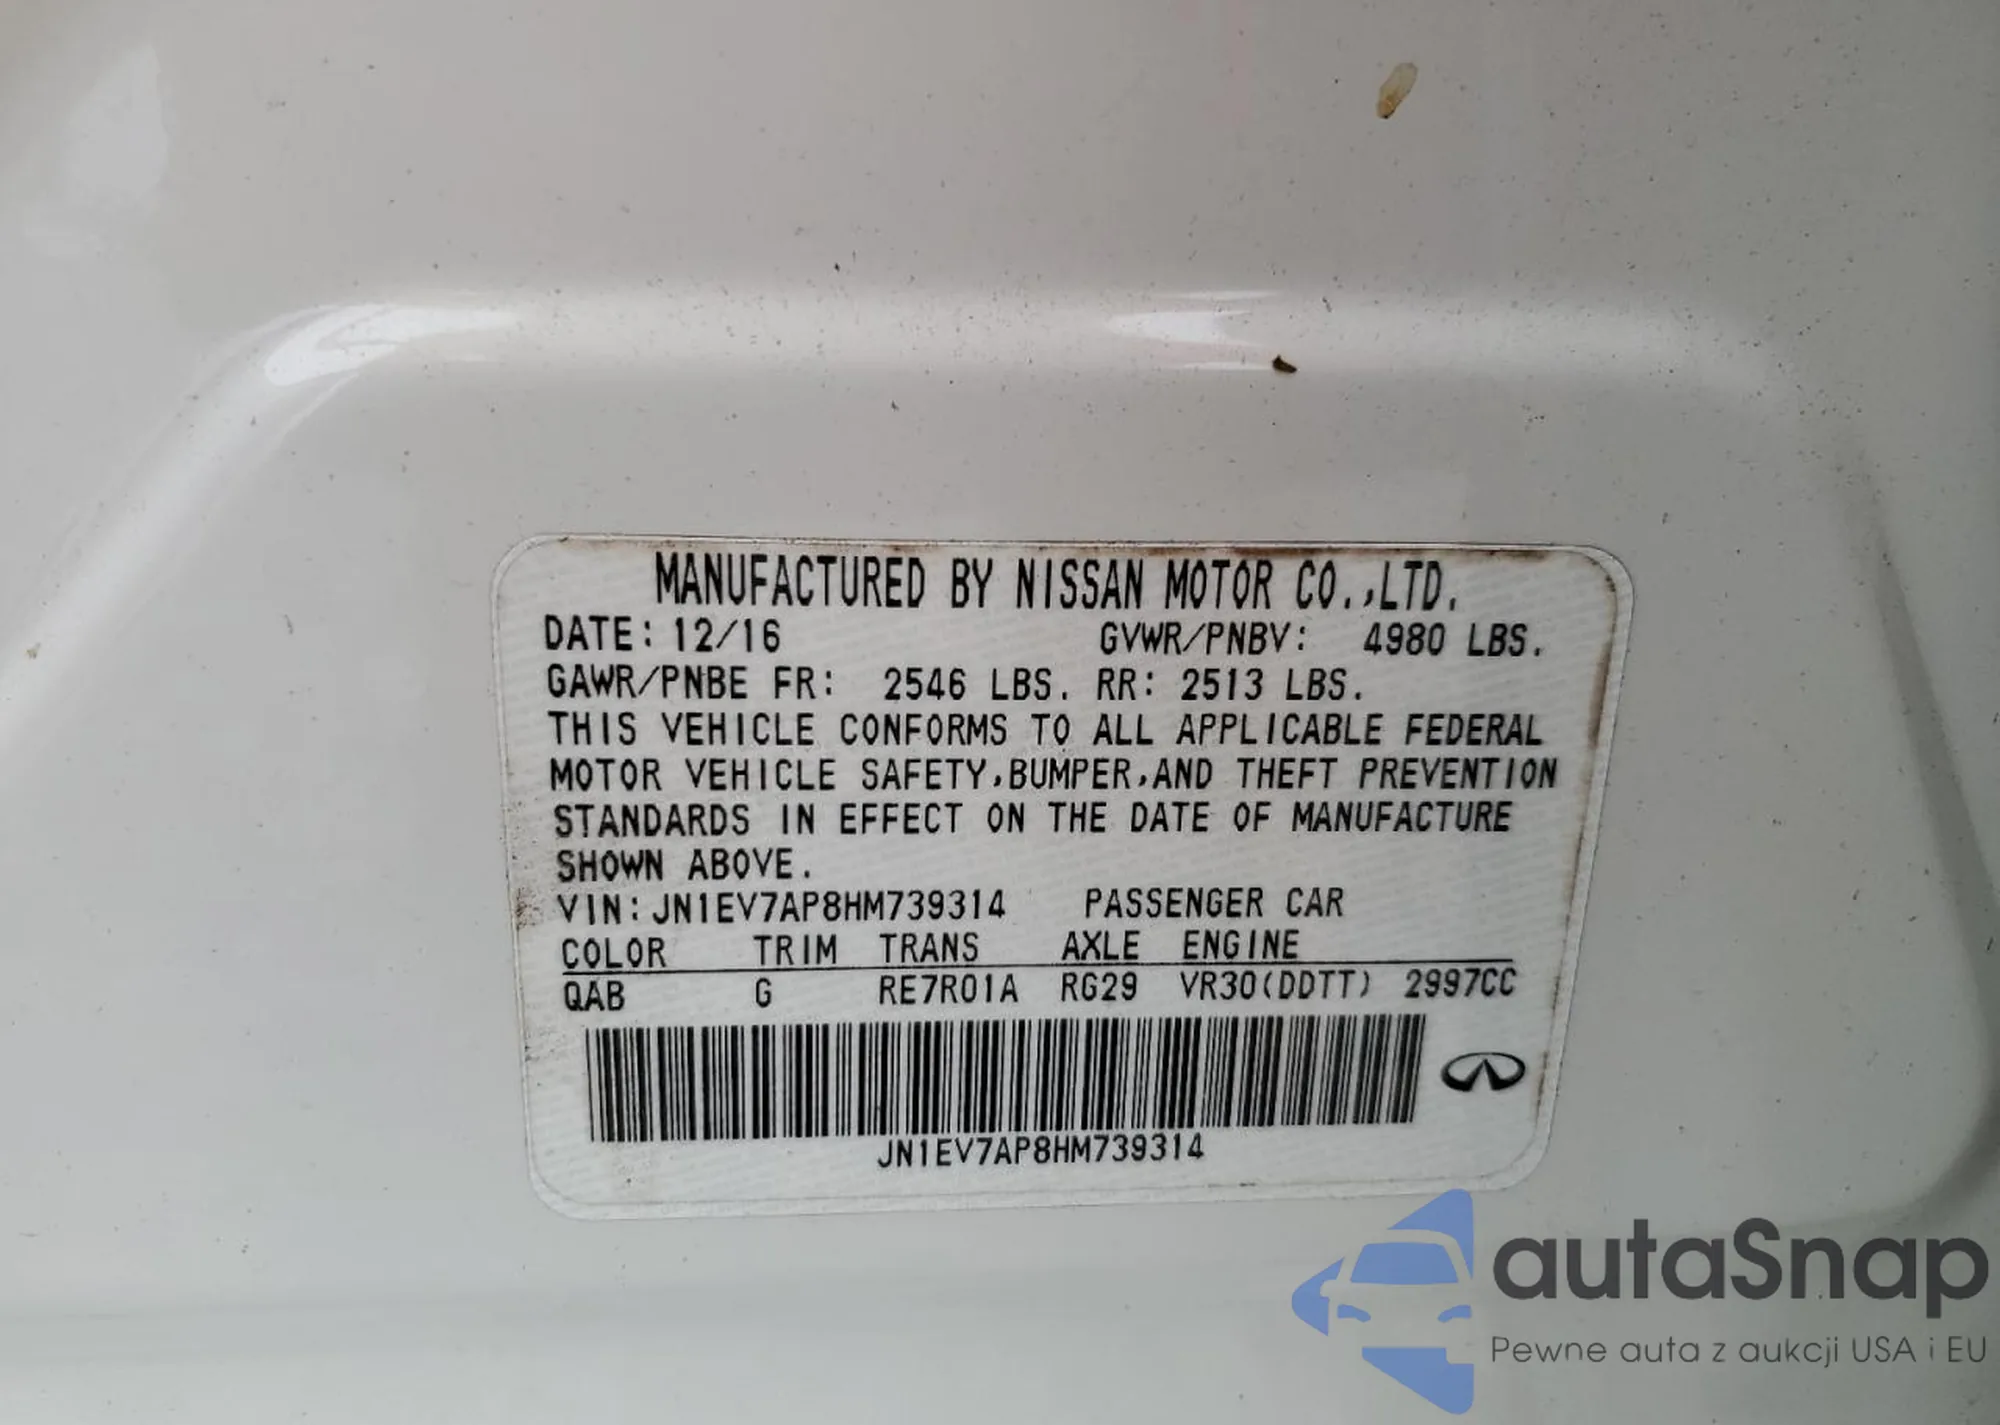 MANUFACTURED BY NISSAN MOTOR CO.,LTD.
DATE: 12/16 GVWR/PNBV: 4980 LBS.
GAWR/PNBE FR: 2546 LBS. RR: 2513 LBS.
THIS VEHICLE CONFORMS TO ALL APPLICABLE FEDERAL
MOTOR VEHICLE SAFETY,BUMPER,AND THEFT PREVENTION
STANDARDS IN EFFECT ON THE DATE OF MANUFACTURE
SHOWN ABOVE.
VIN: JN1EV7AP8HM739314 PASSENGER CAR
COLOR TRIM TRANS AXLE ENGINE
QAB G RE7R01A RG29 VR30(DDTT) 2997CC
JN1EV7AP8HM739314
autaSnap
Pewne auta z aukcji USA i EU